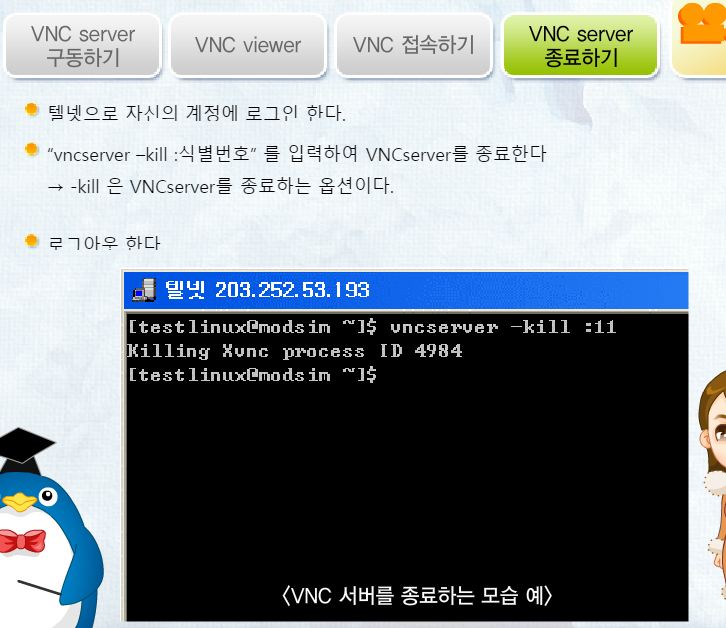 VNC server
구동하기
VNC viewer
VNC 접속하기
VNC server
종료하기
텔넷으로 자신의 계정에 로그인 한다.
“vncserver –kill :식별번호” 를 입력하여 VNCserver를 종료한다
→ -kill 은 VNCserver를 종료하는 옵션이다.
로그아웃 한다
텔넷 203.252.53.193
[testlinux@modsim ~]$ vncserver -kill :11
Killing Xvnc process ID 4984
[testlinux@modsim ~]$
〈VNC 서버를 종료하는 모습 예〉